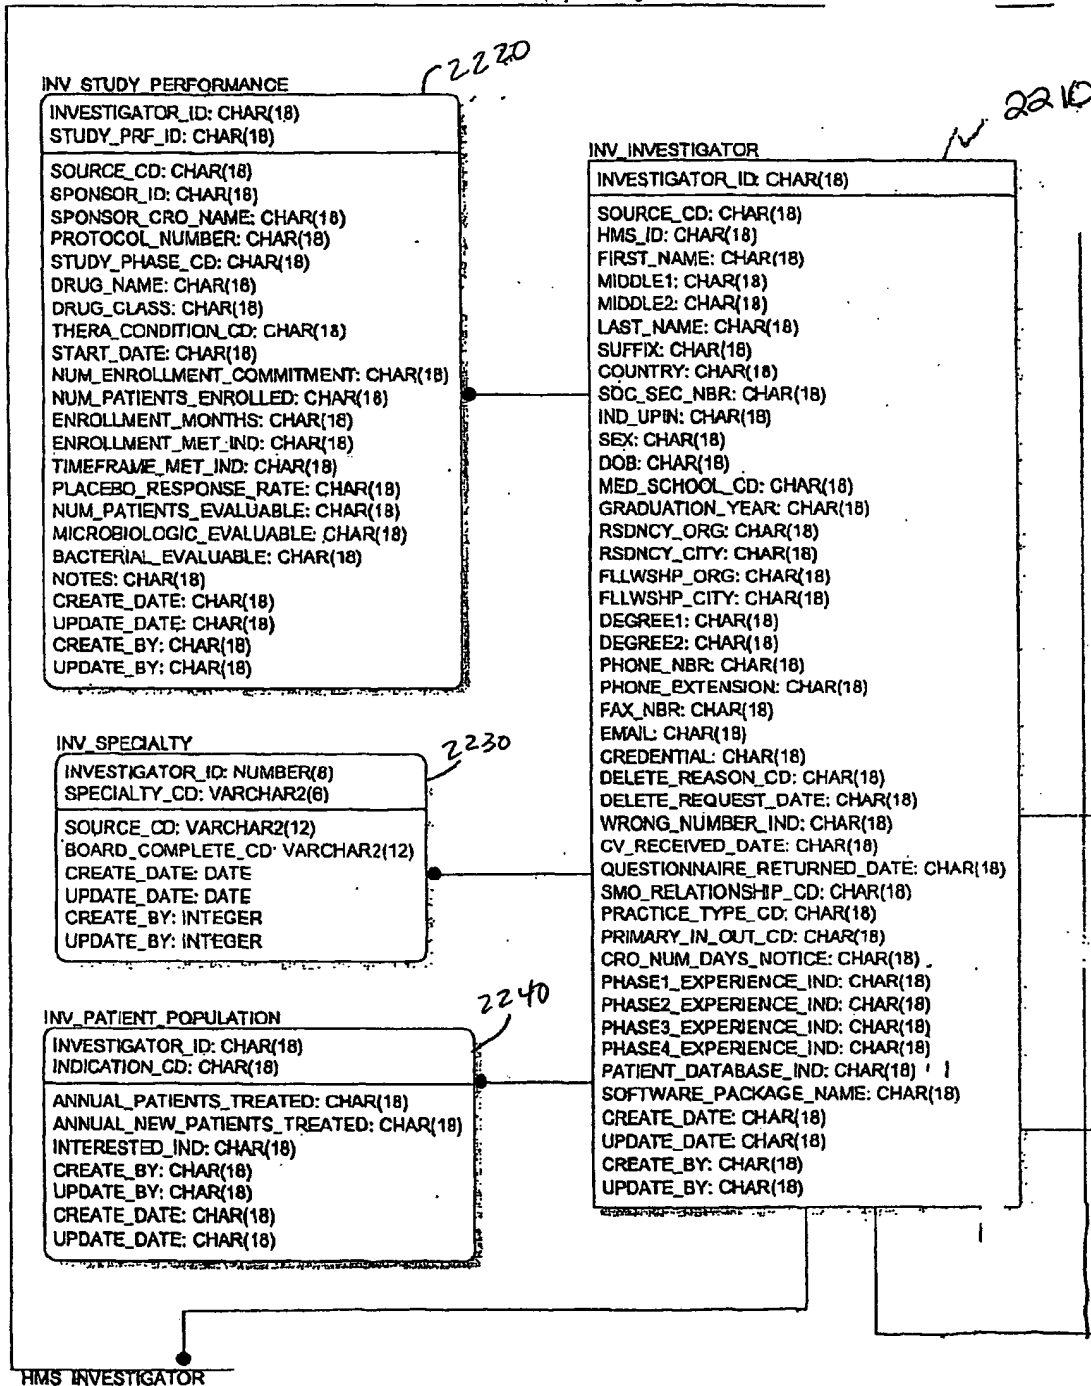 INV_STUDY_PERFORMANCE
2220
INVESTIGATOR_ID: CHAR(18)
STUDY_PRF_ID: CHAR(18)
SOURCE_CD: CHAR(18)
SPONSOR_ID: CHAR(18)
SPONSOR_CRO_NAME: CHAR(18)
PROTOCOL_NUMBER: CHAR(18)
STUDY_PHASE_CD: CHAR(18)
DRUG_NAME: CHAR(18)
DRUG_CLASS: CHAR(18)
THERA_CONDITION_CD: CHAR(18)
START_DATE: CHAR(18)
NUM_ENROLLMENT_COMMITMENT: CHAR(18)
NUM_PATIENTS_ENROLLED: CHAR(18)
ENROLLMENT_MONTHS: CHAR(18)
ENROLLMENT_MET_IND: CHAR(18)
TIMEFRAME_MET_IND: CHAR(18)
PLACEBO_RESPONSE_RATE: CHAR(18)
NUM_PATIENTS_EVALUABLE: CHAR(18)
MICROBIOLOGIC_EVALUABLE: CHAR(18)
BACTERIAL_EVALUABLE: CHAR(18)
NOTES: CHAR(18)
CREATE_DATE: CHAR(18)
UPDATE_DATE: CHAR(18)
CREATE_BY: CHAR(18)
UPDATE_BY: CHAR(18)
INV_SPECIALTY
2230
INVESTIGATOR_ID: NUMBER(8)
SPECIALTY_CD: VARCHAR2(6)
SOURCE_CD: VARCHAR2(12)
BOARD_COMPLETE_CD: VARCHAR2(12)
CREATE_DATE: DATE
UPDATE_DATE: DATE
CREATE_BY: INTEGER
UPDATE_BY: INTEGER
INV_PATIENT_POPULATION
2240
INVESTIGATOR_ID: CHAR(18)
INDICATION_CD: CHAR(18)
ANNUAL_PATIENTS_TREATED: CHAR(18)
ANNUAL_NEW_PATIENTS_TREATED: CHAR(18)
INTERESTED_IND: CHAR(18)
CREATE_BY: CHAR(18)
UPDATE_BY: CHAR(18)
CREATE_DATE: CHAR(18)
UPDATE_DATE: CHAR(18)
INV_INVESTIGATOR
2210
INVESTIGATOR_ID: CHAR(18)
SOURCE_CD: CHAR(18)
HMS_ID: CHAR(18)
FIRST_NAME: CHAR(18)
MIDDLE1: CHAR(18)
MIDDLE2: CHAR(18)
LAST_NAME: CHAR(18)
SUFFIX: CHAR(18)
COUNTRY: CHAR(18)
SOC_SEC_NBR: CHAR(18)
IND_UPIN: CHAR(18)
SEX: CHAR(18)
DOB: CHAR(18)
MED_SCHOOL_CD: CHAR(18)
GRADUATION_YEAR: CHAR(18)
RSDNCY_ORG: CHAR(18)
RSDNCY_CITY: CHAR(18)
FLLWSHP_ORG: CHAR(18)
FLLWSHP_CITY: CHAR(18)
DEGREE1: CHAR(18)
DEGREE2: CHAR(18)
PHONE_NBR: CHAR(18)
PHONE_EXTENSION: CHAR(18)
FAX_NBR: CHAR(18)
EMAIL: CHAR(18)
CREDENTIAL: CHAR(18)
DELETE_REASON_CD: CHAR(18)
DELETE_REQUEST_DATE: CHAR(18)
WRONG_NUMBER_IND: CHAR(18)
CV_RECEIVED_DATE: CHAR(18)
QUESTIONNAIRE_RETURNED_DATE: CHAR(18)
SMO_RELATIONSHIP_CD: CHAR(18)
PRACTICE_TYPE_CD: CHAR(18)
PRIMARY_IN_OUT_CD: CHAR(18)
CRO_NUM_DAYS_NOTICE: CHAR(18)
PHASE1_EXPERIENCE_IND: CHAR(18)
PHASE2_EXPERIENCE_IND: CHAR(18)
PHASE3_EXPERIENCE_IND: CHAR(18)
PHASE4_EXPERIENCE_IND: CHAR(18)
PATIENT_DATABASE_IND: CHAR(18)
SOFTWARE_PACKAGE_NAME: CHAR(18)
CREATE_DATE: CHAR(18)
UPDATE_DATE: CHAR(18)
CREATE_BY: CHAR(18)
UPDATE_BY: CHAR(18)
HMS_INVESTIGATOR